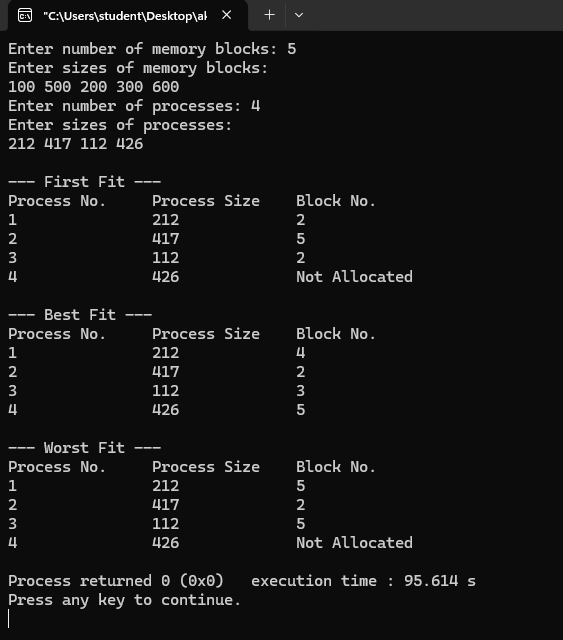 "C:\Users\student\Desktop\ak
Enter number of memory blocks: 5
Enter sizes of memory blocks:
100 500 200 300 600
Enter number of processes: 4
Enter sizes of processes:
212 417 112 426
--- First Fit ---
Process No. Process Size Block No.
1 212 2
2 417 5
3 112 2
4 426 Not Allocated
--- Best Fit ---
Process No. Process Size Block No.
1 212 4
2 417 2
3 112 3
4 426 5
--- Worst Fit ---
Process No. Process Size Block No.
1 212 5
2 417 2
3 112 5
4 426 Not Allocated
Process returned 0 (0x0) execution time : 95.614 s
Press any key to continue.